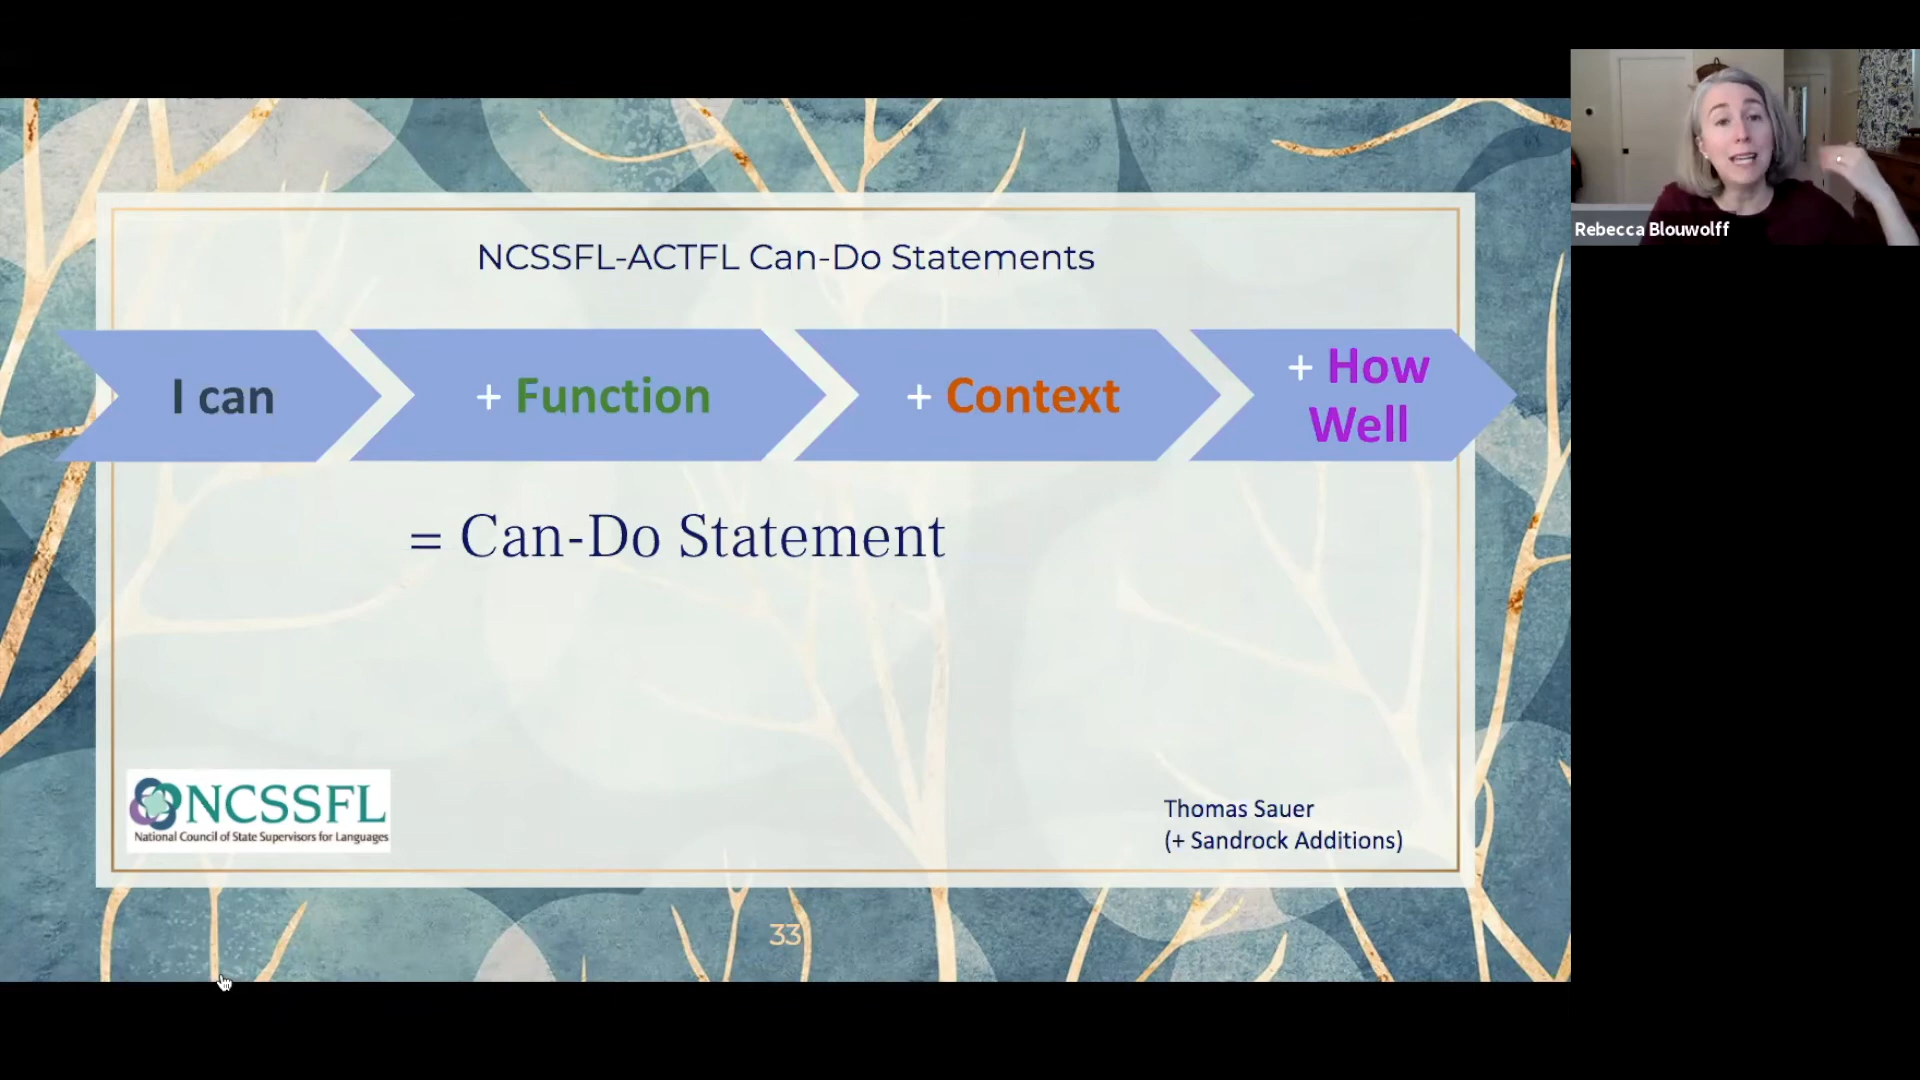 NCSSFL-ACTFL Can-Do Statements
I can
+ Function
+ Context
+ How
Well
= Can-Do Statement
NCSSFL
National Council of State Supervisors for Languages
Thomas Sauer
(+ Sandrock Additions)
33
Rebecca Blouwolff